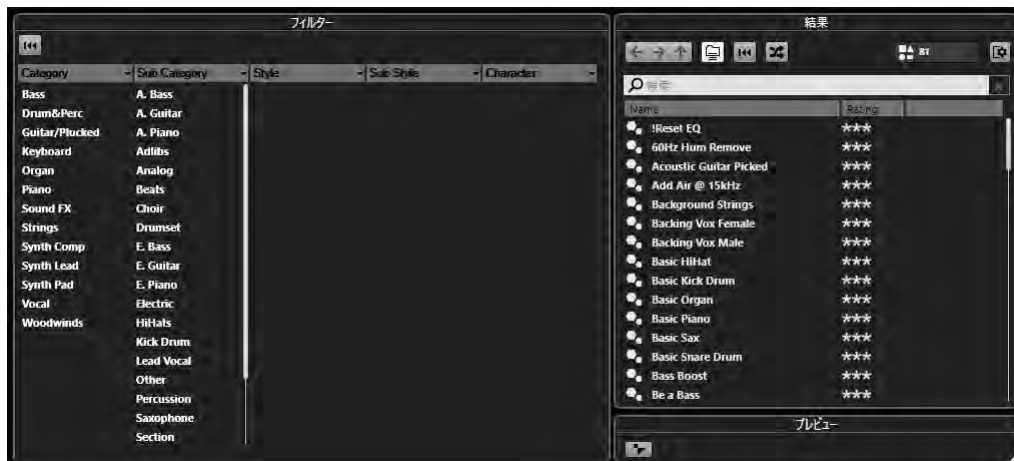 フィルター
Category Sub Category Style Sub Style Character
Bass A. Bass
Drum&Perc A. Guitar
Guitar/Plucked A. Piano
Keyboard Adlibs
Organ Analog
Piano Beats
Sound FX Choir
Strings Drumset
Synth Comp E. Bass
Synth Lead E. Guitar
Synth Pad E. Piano
Vocal Electric
Woodwinds HiHats
Kick Drum
Lead Vocal
Other
Percussion
Saxophone
Section
結果
81
検索
Name Rating
!Reset EQ ***
60Hz Hum Remove ***
Acoustic Guitar Picked ***
Add Air @ 15kHz ***
Background Strings ***
Backing Vox Female ***
Backing Vox Male ***
Basic HiHat ***
Basic Kick Drum ***
Basic Organ ***
Basic Piano ***
Basic Sax ***
Basic Snare Drum ***
Bass Boost ***
Be a Bass ***
プレビュー